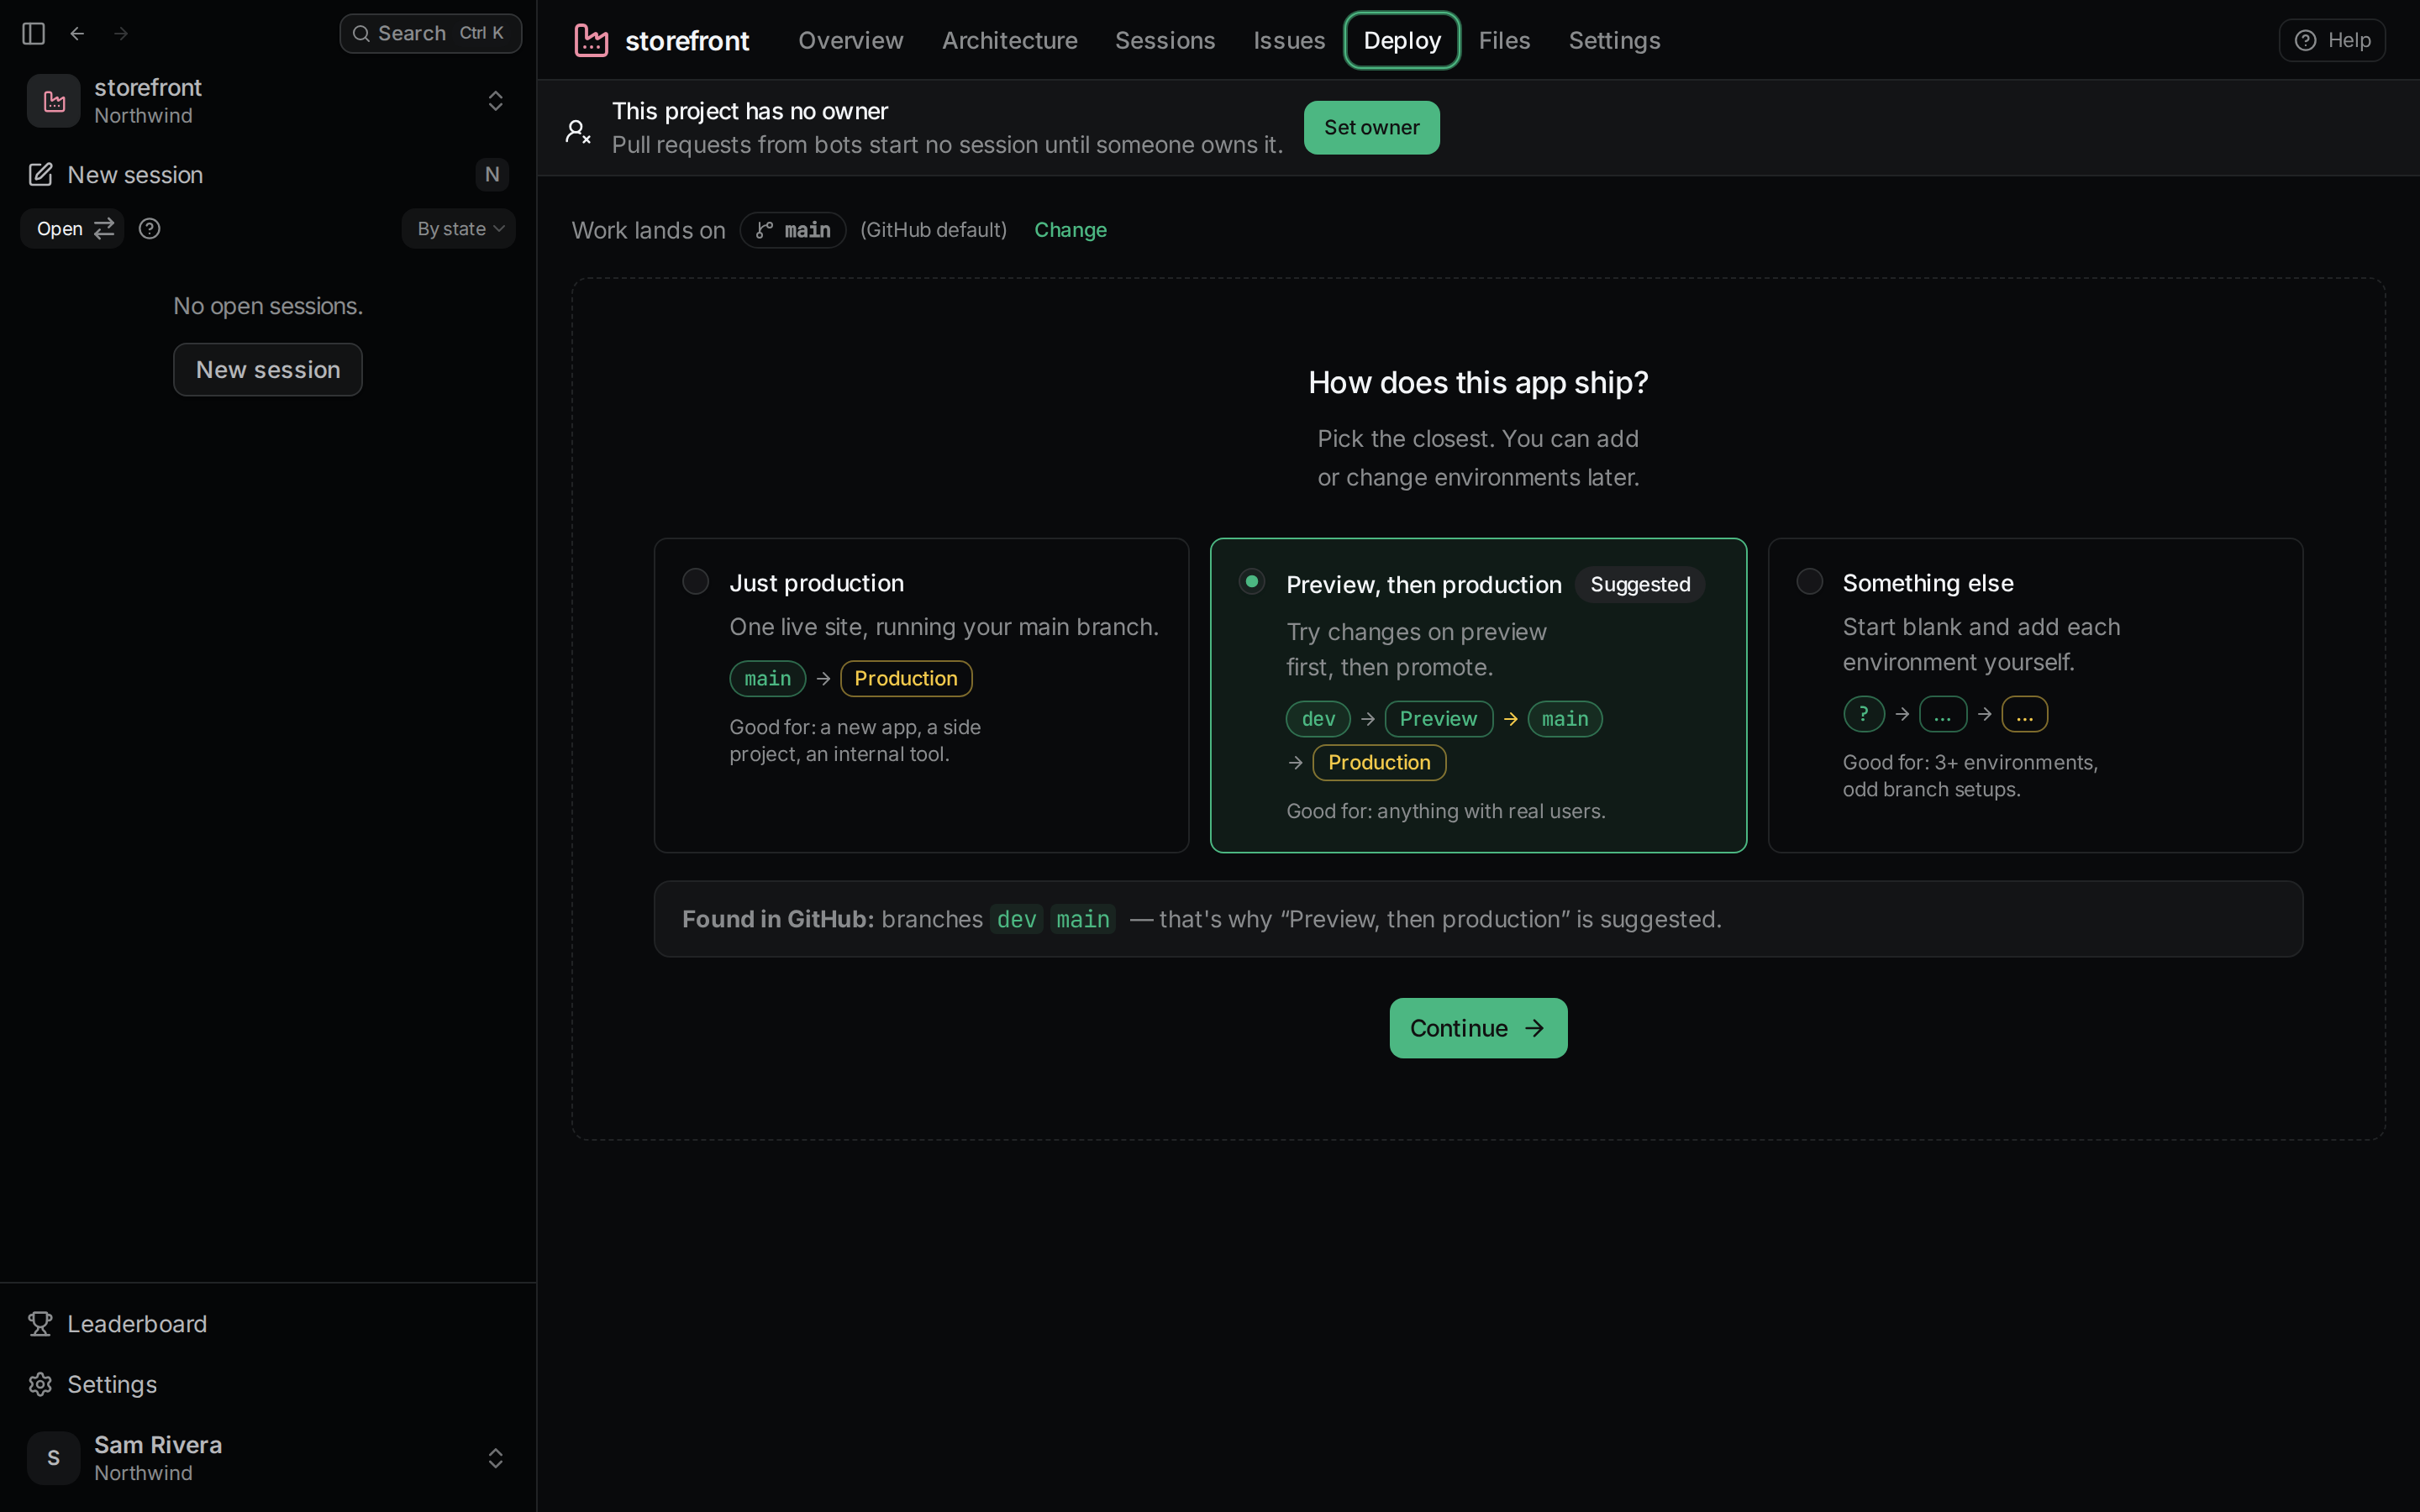 Search Ctrl K
storefront
Northwind
New session N
Open
By state
No open sessions.
New session
Leaderboard
Settings
S
Sam Rivera
Northwind
storefront
Overview
Architecture
Sessions
Issues
Deploy
Files
Settings
Help
This project has no owner
Pull requests from bots start no session until someone owns it.
Set owner
Work lands on main (GitHub default) Change
How does this app ship?
Pick the closest. You can add
or change environments later.
Just production
One live site, running your main branch.
main → Production
Good for: a new app, a side
project, an internal tool.
Preview, then production Suggested
Try changes on preview
first, then promote.
dev → Preview → main
→ Production
Good for: anything with real users.
Something else
Start blank and add each
environment yourself.
? → ... → ...
Good for: 3+ environments,
odd branch setups.
Found in GitHub: branches dev main — that's why “Preview, then production” is suggested.
Continue →